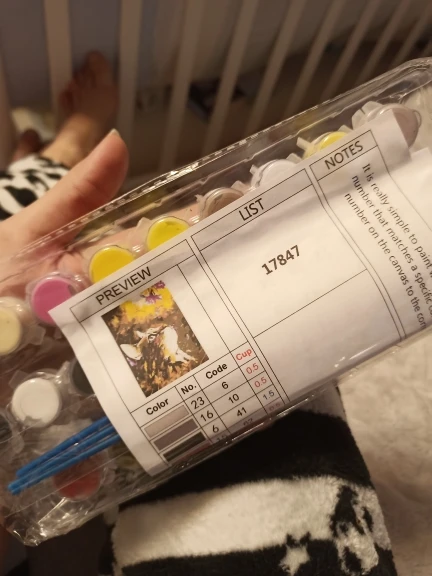 PREVIEW
LIST
NOTES
17847
It is really simple to paint.
number that matches a specific
number on the canvas to the
Color No. Code Cup
23 6 0.5
16 10 0.5
6 41 1.5